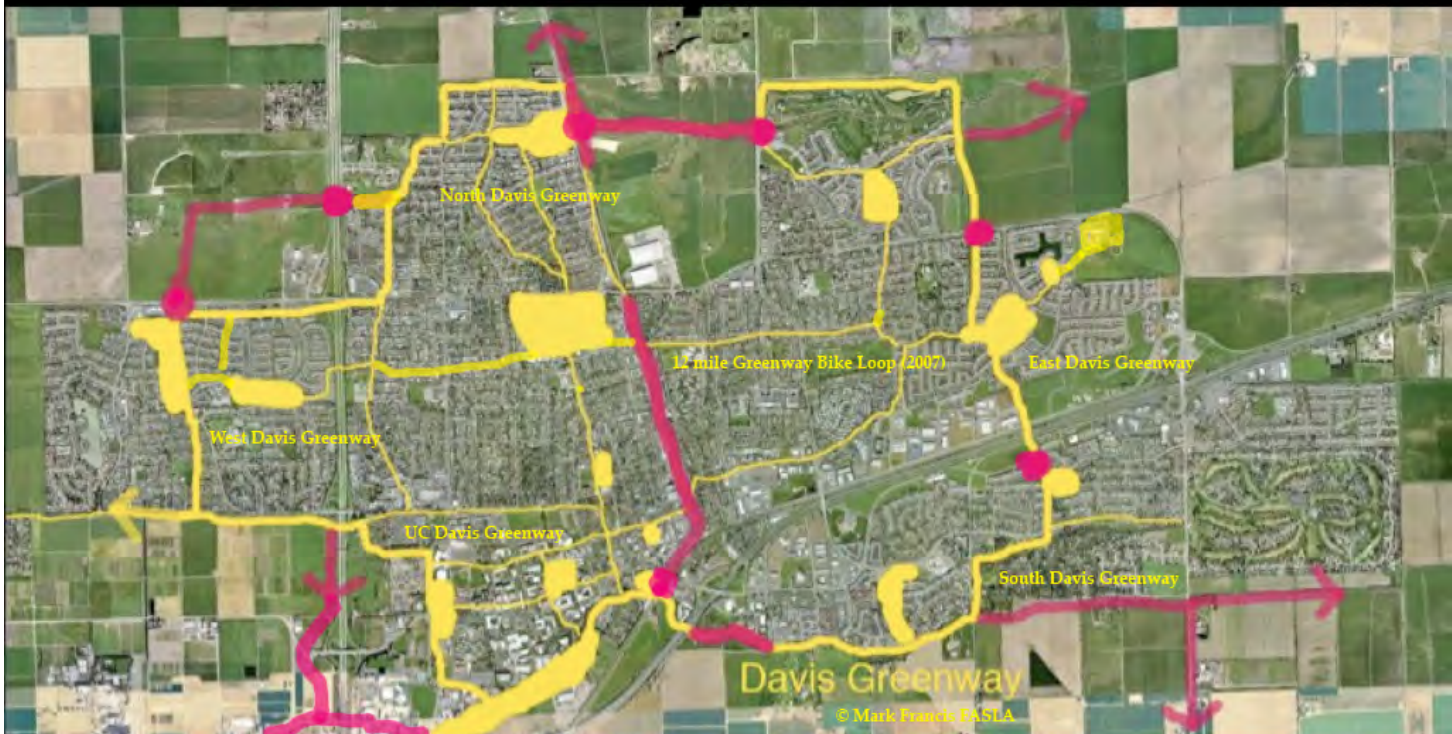 North Davis Greenway
12 mile Greenway Bike Loop (2007)
East Davis Greenway
West Davis Greenway
UC Davis Greenway
South Davis Greenway
Davis Greenway
© Mark Francis FASLA